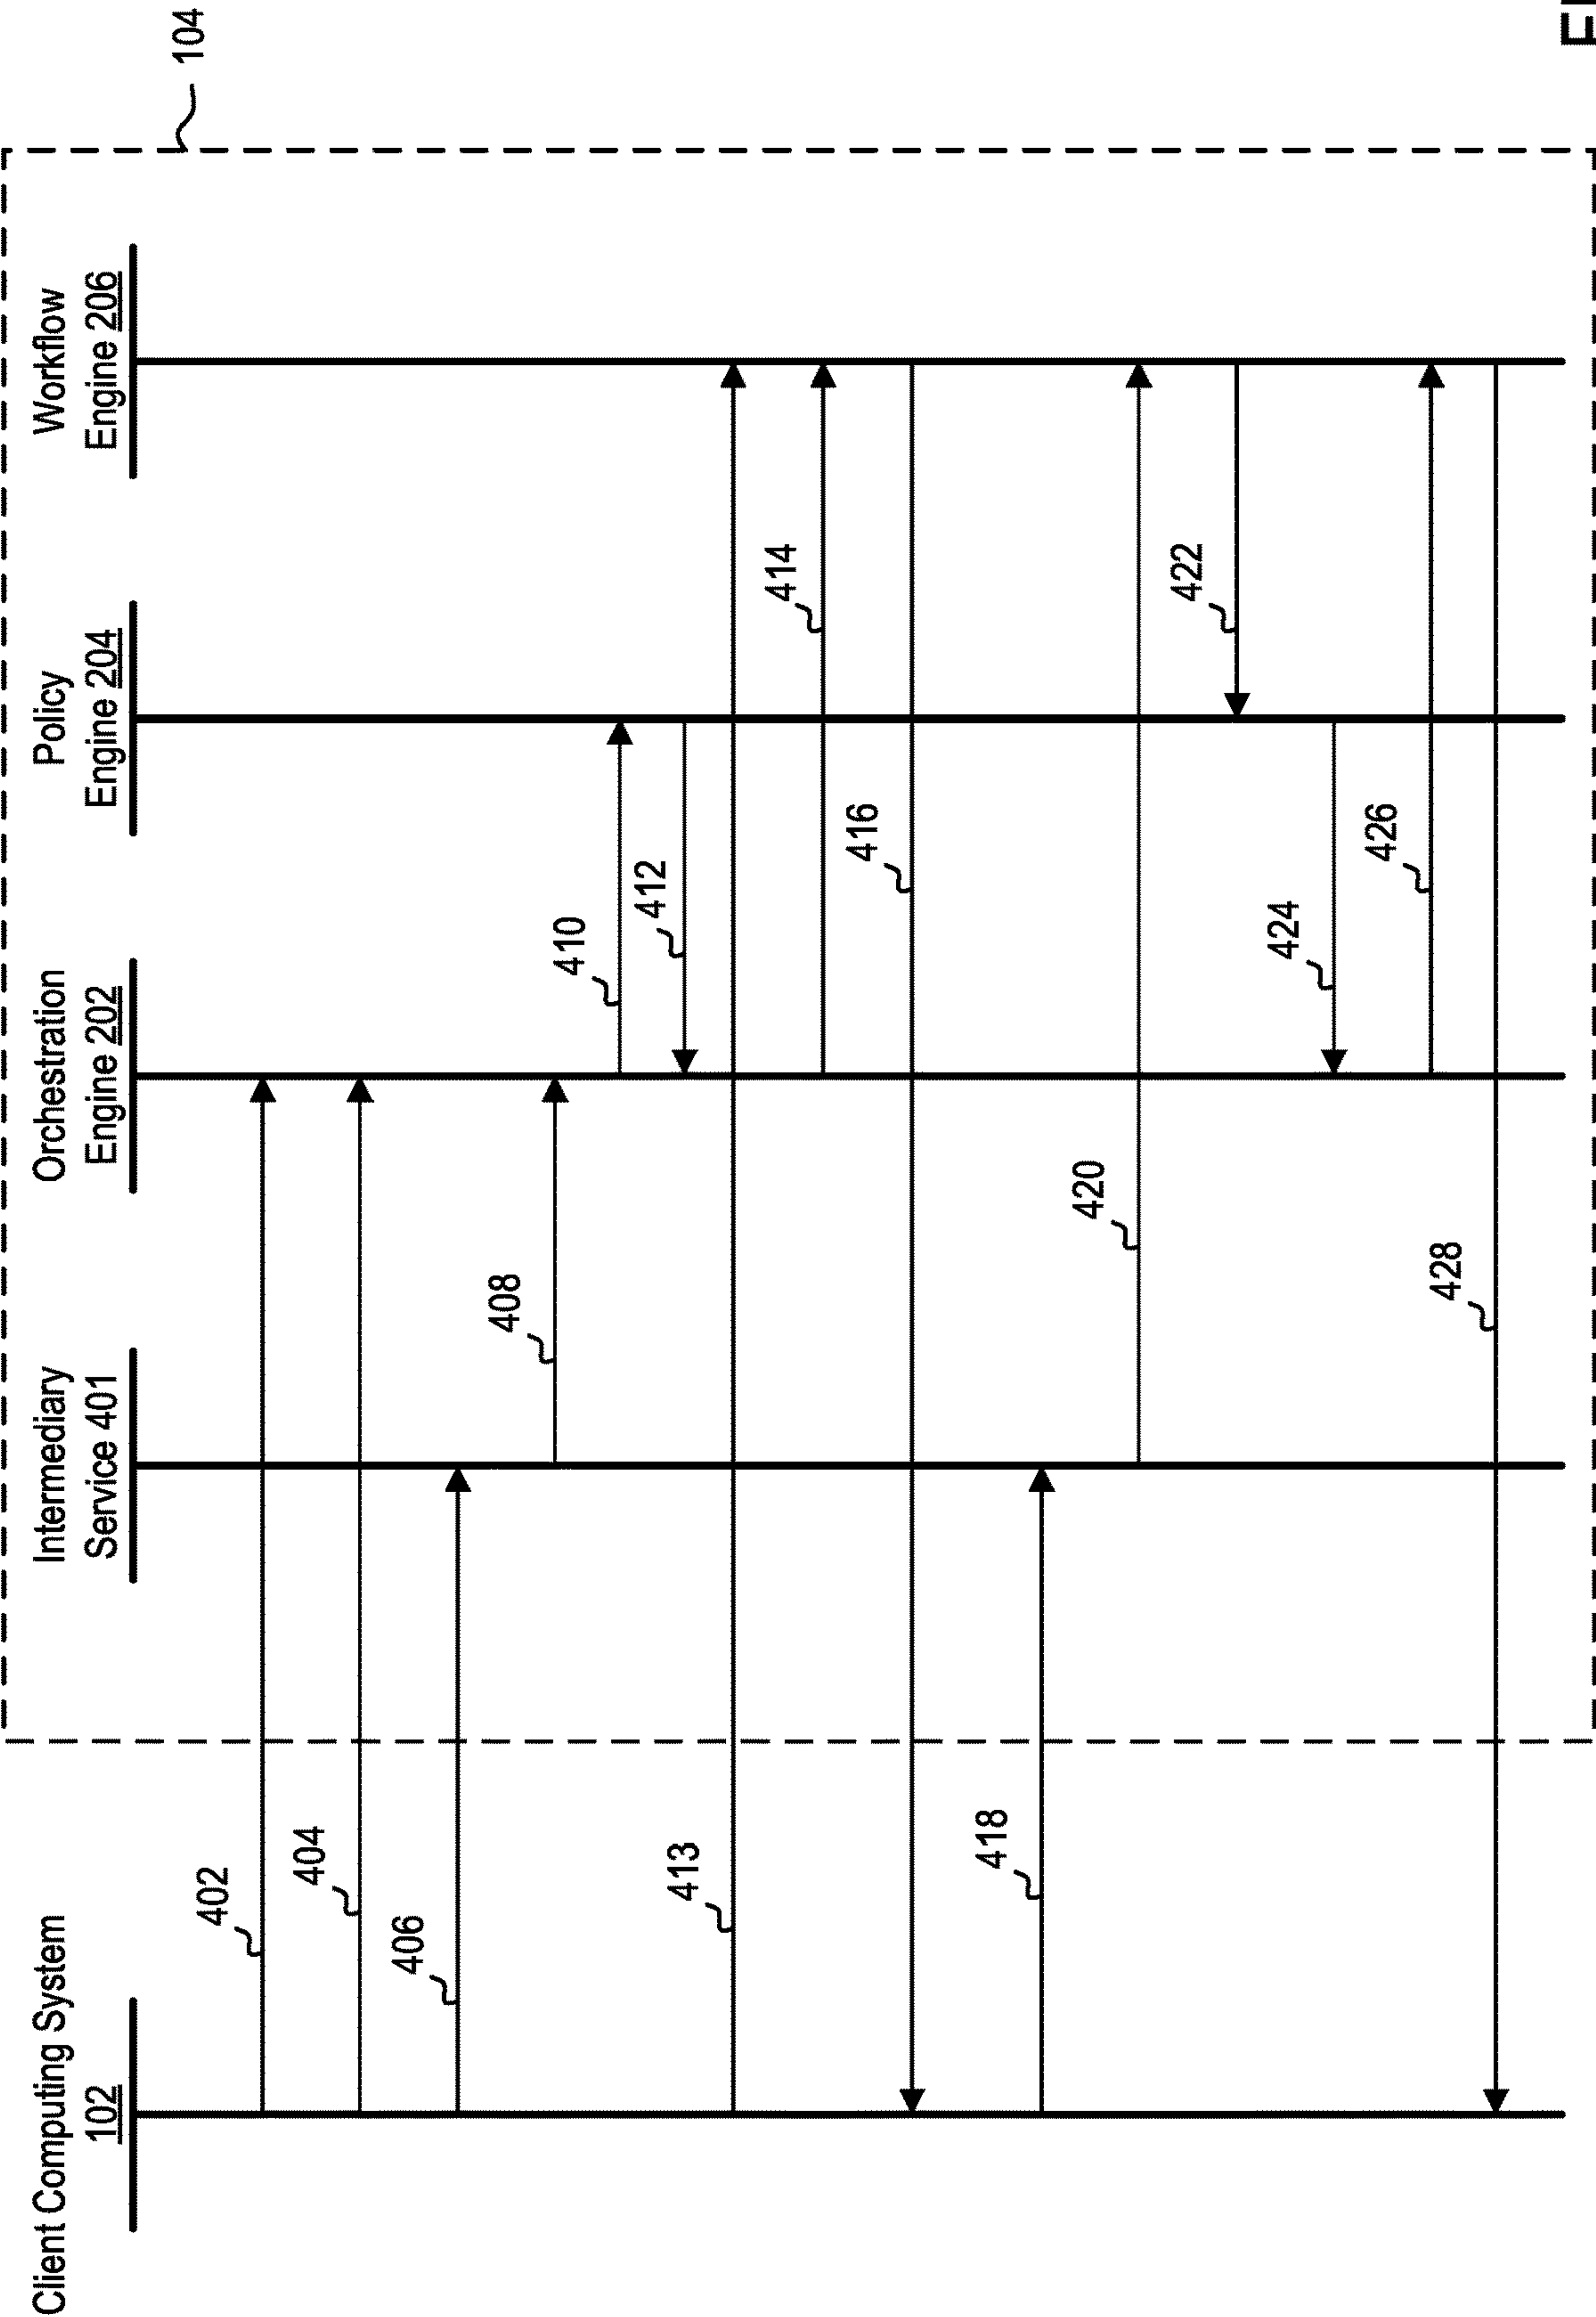 104
Client Computing System
102
Intermediary
Service 401
Orchestration
Engine 202
Policy
Engine 204
Workflow
Engine 206
402
404
406
408
410
412
413
414
416
418
420
422
424
426
428